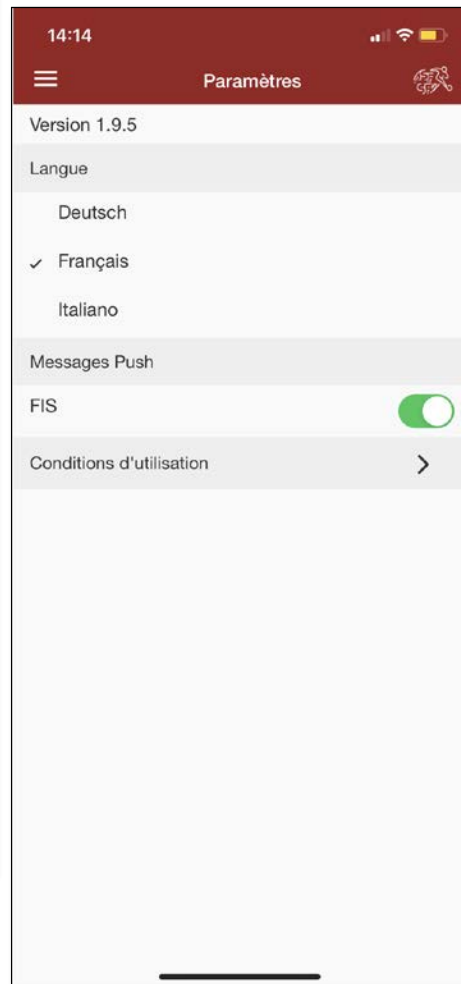 14:14
Paramètres
Version 1.9.5
Langue
Deutsch
Français
Italiano
Messages Push
FIS
Conditions d'utilisation